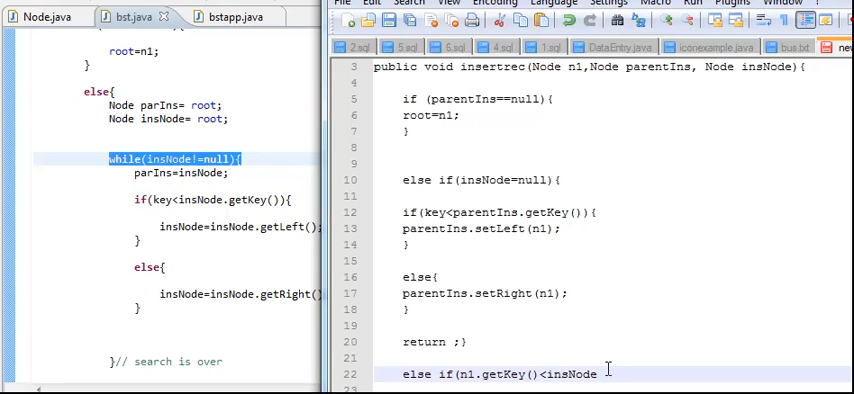 Node.java
bst.java
bstapp.java
root=n1;
}
else{
Node parIns= root;
Node insNode= root;
while(insNode!=null){
parIns=insNode;
if(key<insNode.getKey()){
insNode=insNode.getLeft();
}
else{
insNode=insNode.getRight()
}
}// search is over
File Edit Search View Encoding Language Settings Macro Run Plugins Window ?
2.sql
5.sql
6.sql
4.sql
1.sql
DataEntry.java
iconexample.java
bus.txt
new
3 public void insertrec(Node n1,Node parentIns, Node insNode){
4
5 if (parentIns==null){
6 root=n1;
7 }
8
9
10 else if(insNode=null){
11
12 if(key<parentIns.getKey()){
13 parentIns.setLeft(n1);
14 }
15
16 else{
17 parentIns.setRight(n1);
18 }
19
20 return ;}
21
22 else if(n1.getKey()<insNode
23